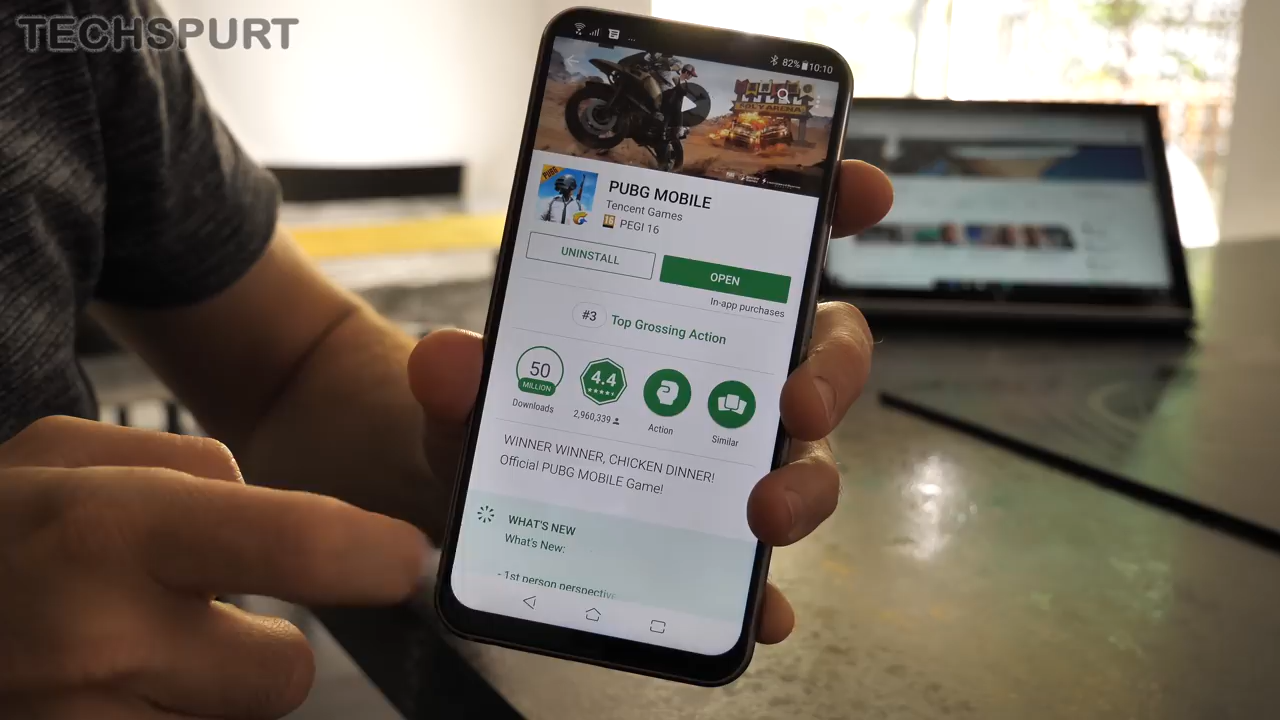 TECHSPURT
82% 10:10
PUBG
PUBG MOBILE
Tencent Games
16 PEGI 16
UNINSTALL
OPEN
In-app purchases
#3 Top Grossing Action
50
MILLION
Downloads
4.4
2,960,339
Action
Similar
WINNER WINNER, CHICKEN DINNER!
Official PUBG MOBILE Game!
WHAT'S NEW
What's New:
- 1st person perspectiv